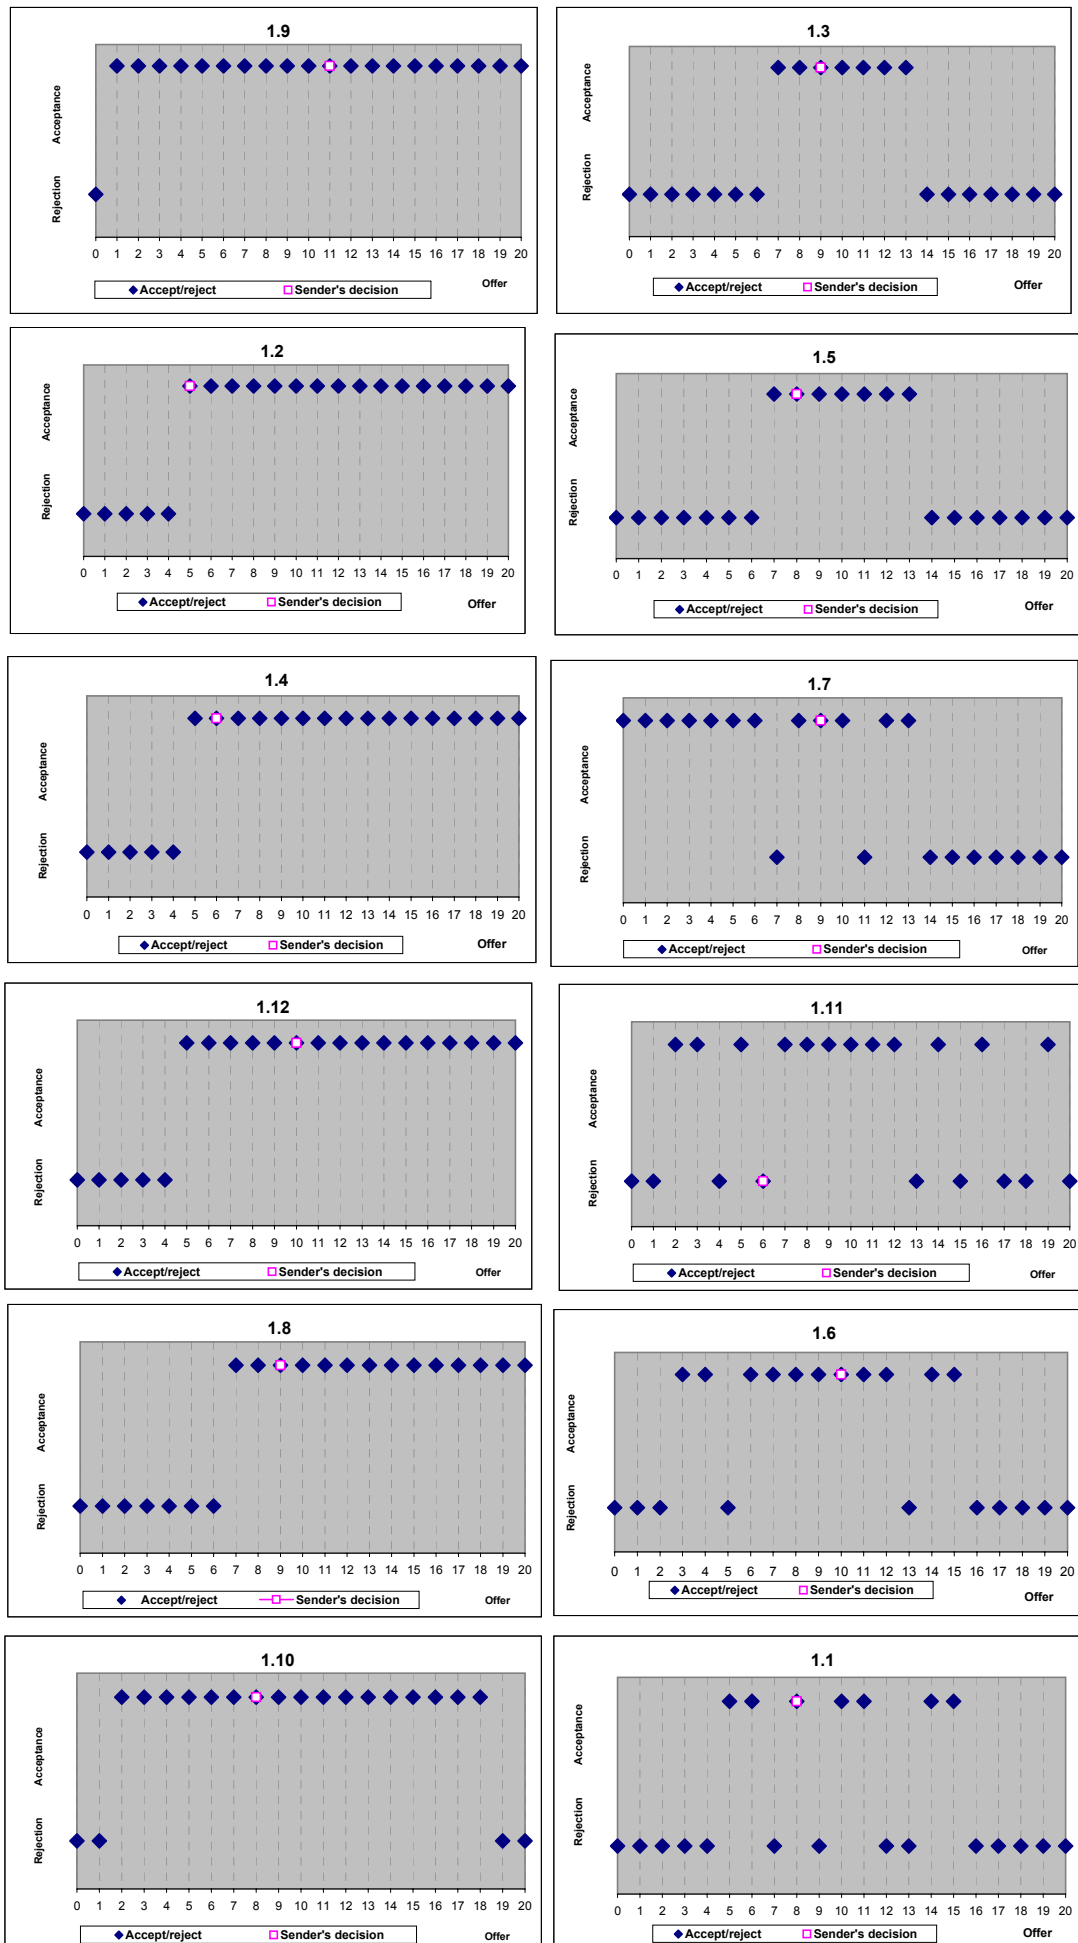 1.9
Acceptance
Rejection
0 1 2 3 4 5 6 7 8 9 10 11 12 13 14 15 16 17 18 19 20
Accept/reject Sender's decision Offer
1.3
Acceptance
Rejection
0 1 2 3 4 5 6 7 8 9 10 11 12 13 14 15 16 17 18 19 20
Accept/reject Sender's decision Offer
1.2
Acceptance
Rejection
0 1 2 3 4 5 6 7 8 9 10 11 12 13 14 15 16 17 18 19 20
Accept/reject Sender's decision Offer
1.5
Acceptance
Rejection
0 1 2 3 4 5 6 7 8 9 10 11 12 13 14 15 16 17 18 19 20
Accept/reject Sender's decision Offer
1.4
Acceptance
Rejection
0 1 2 3 4 5 6 7 8 9 10 11 12 13 14 15 16 17 18 19 20
Accept/reject Sender's decision Offer
1.7
Acceptance
Rejection
0 1 2 3 4 5 6 7 8 9 10 11 12 13 14 15 16 17 18 19 20
Accept/reject Sender's decision Offer
1.12
Acceptance
Rejection
0 1 2 3 4 5 6 7 8 9 10 11 12 13 14 15 16 17 18 19 20
Accept/reject Sender's decision Offer
1.11
Acceptance
Rejection
0 1 2 3 4 5 6 7 8 9 10 11 12 13 14 15 16 17 18 19 20
Accept/reject Sender's decision Offer
1.8
Acceptance
Rejection
0 1 2 3 4 5 6 7 8 9 10 11 12 13 14 15 16 17 18 19 20
Accept/reject Sender's decision Offer
1.6
Acceptance
Rejection
0 1 2 3 4 5 6 7 8 9 10 11 12 13 14 15 16 17 18 19 20
Accept/reject Sender's decision Offer
1.10
Acceptance
Rejection
0 1 2 3 4 5 6 7 8 9 10 11 12 13 14 15 16 17 18 19 20
Accept/reject Sender's decision Offer
1.1
Acceptance
Rejection
0 1 2 3 4 5 6 7 8 9 10 11 12 13 14 15 16 17 18 19 20
Accept/reject Sender's decision Offer